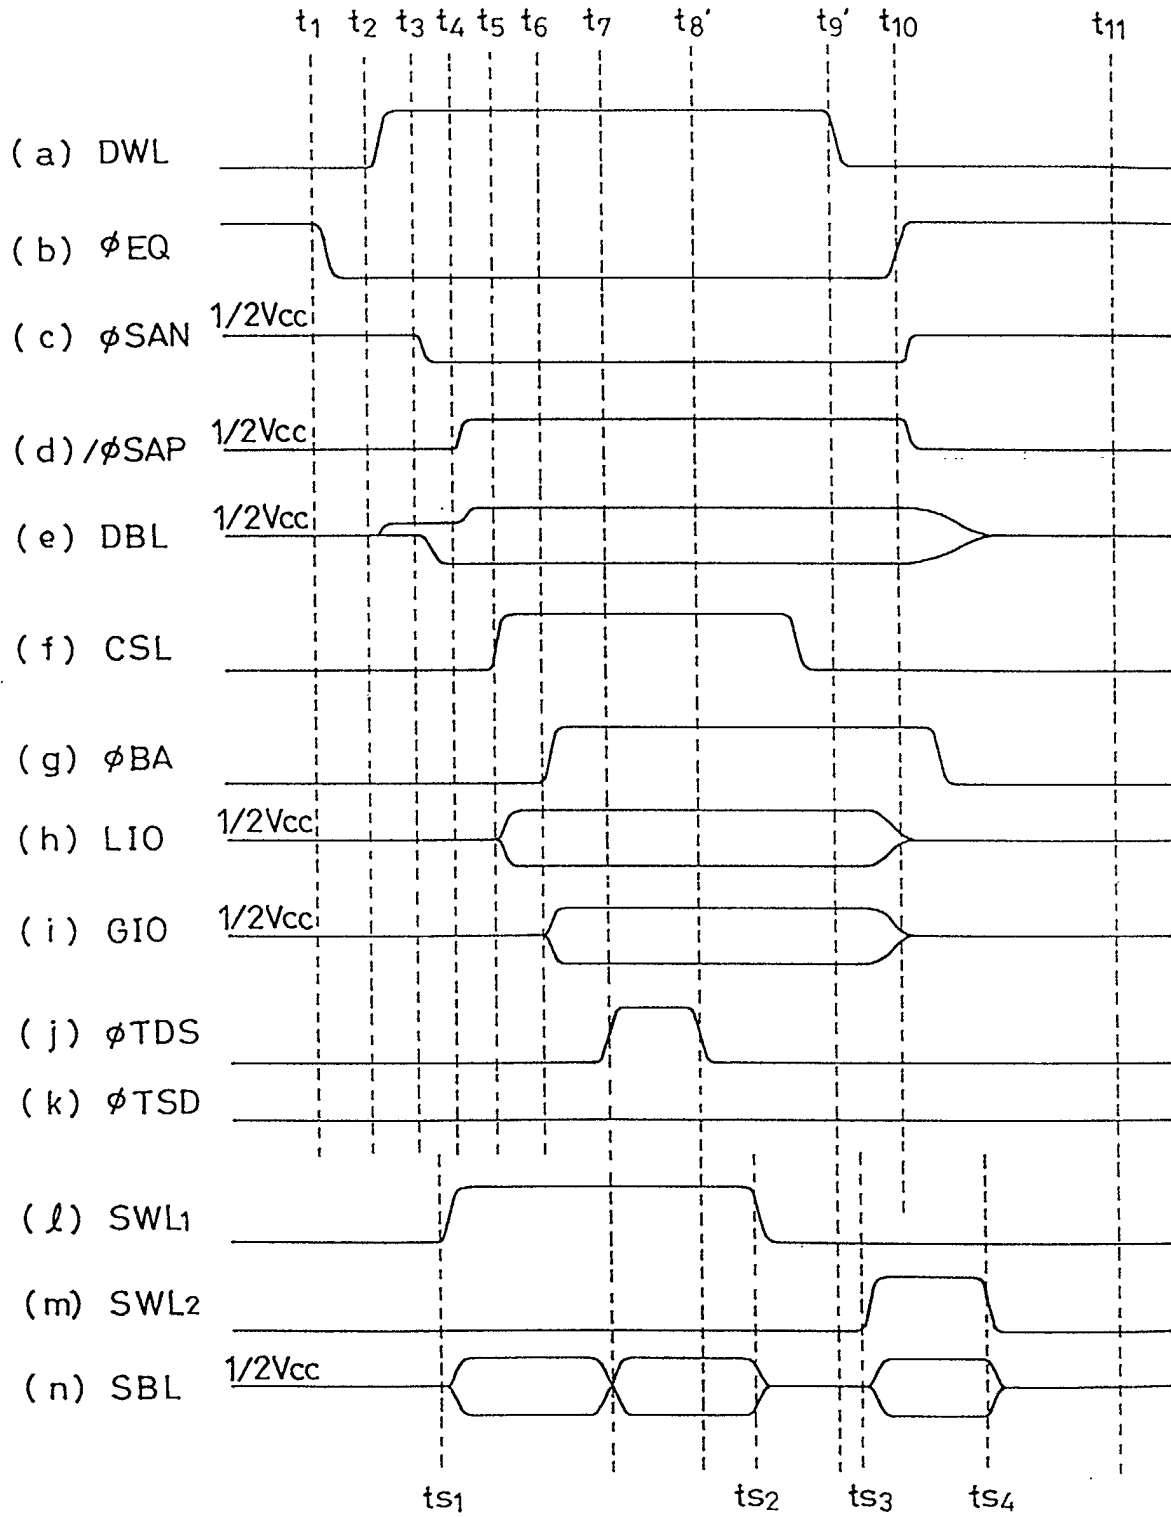 t1 t2 t3 t4 t5 t6 t7 t8' t9' t10 t11
(a) DWL
(b) ϕEQ
1/2Vcc
(c) ϕSAN
1/2Vcc
(d) /ϕSAP
1/2Vcc
(e) DBL
(f) CSL
(g) ϕBA
1/2Vcc
(h) LIO
1/2Vcc
(i) GIO
(j) ϕTDS
(k) ϕTSD
(ℓ) SWL1
(m) SWL2
1/2Vcc
(n) SBL
ts1 ts2 ts3 ts4